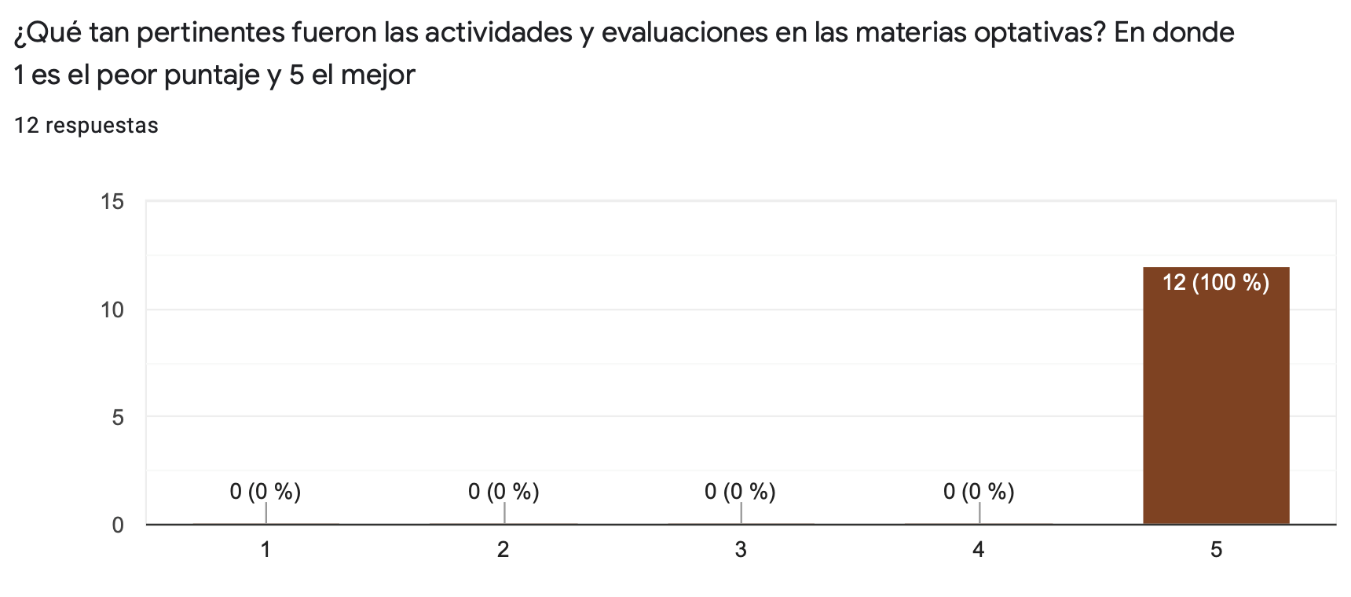 ¿Qué tan pertinentes fueron las actividades y evaluaciones en las materias optativas? En donde
1 es el peor puntaje y 5 el mejor
12 respuestas
15
10
5
0
12 (100 %)
0 (0 %)
0 (0 %)
0 (0 %)
0 (0 %)
1
2
3
4
5